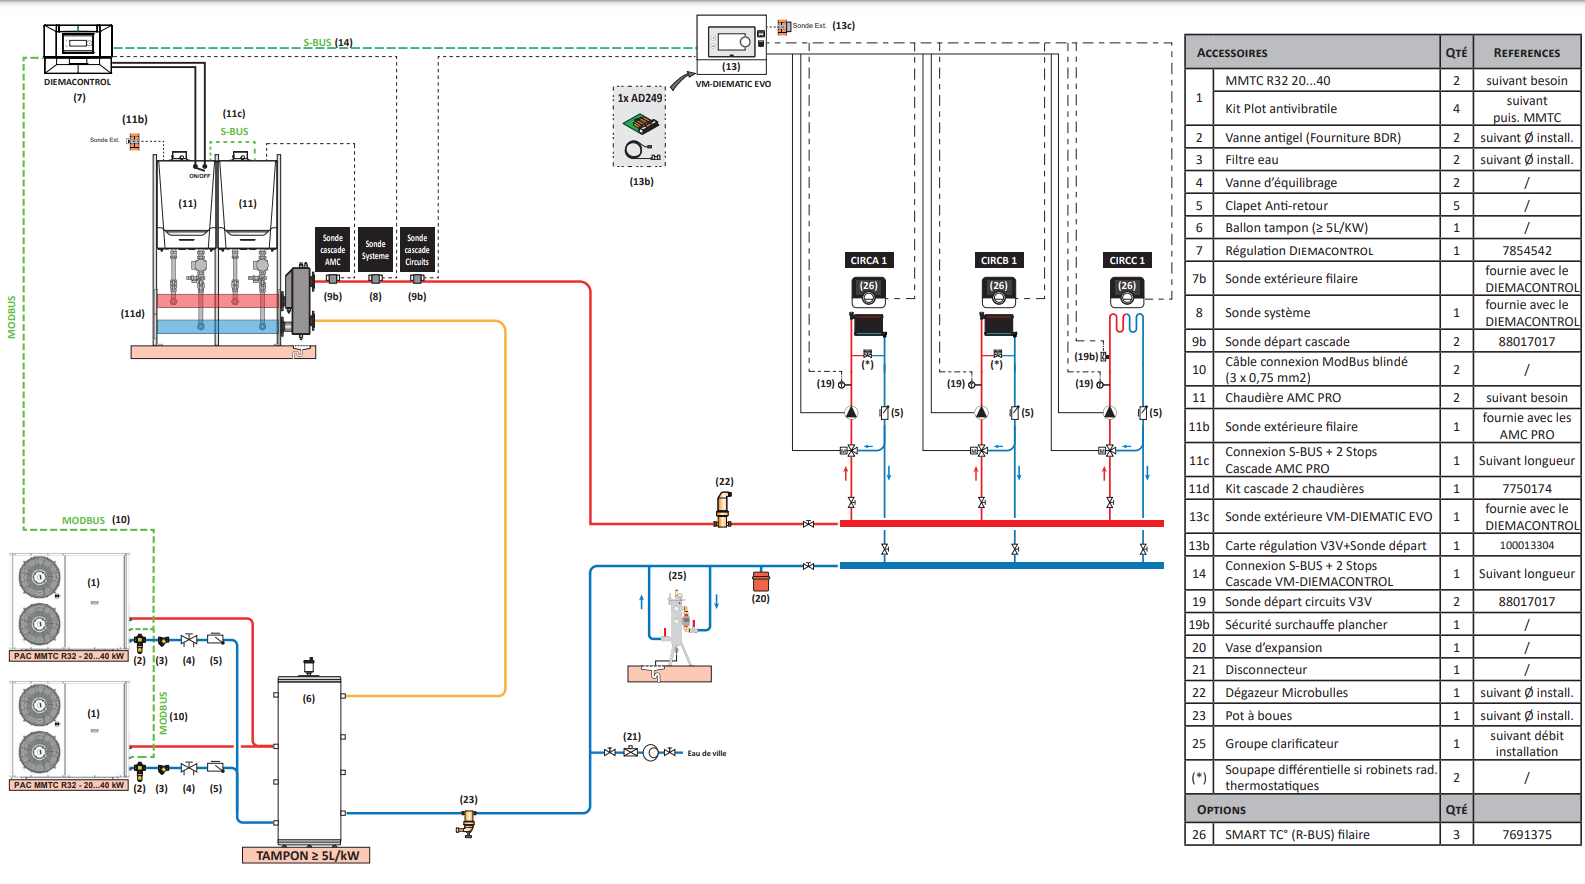 S-BUS (14)
DIEMACONTROL
(7)
Sonde Ext.
(13c)
(13)
VM-DIEMATIC EVO
1x AD249
(13b)
(11b)
Sonde Ext.
(11c)
S-BUS
ON/OFF
(11)
(11)
(11d)
Sonde
cascade
AMC
Sonde
Systeme
Sonde
cascade
Circuits
(9b)
(8)
(9b)
MODBUS
CIRCA 1
CIRCB 1
CIRCC 1
(26)
(26)
(26)
(*)
(*)
(19b)
(19)
(19)
(19)
(5)
(5)
(5)
M
M
M
(22)
MODBUS (10)
(25)
(20)
(1)
PAC MMTC R32 - 20...40 kW
(2)
(3)
(4)
(5)
MODBUS
(10)
(1)
PAC MMTC R32 - 20...40 kW
(2)
(3)
(4)
(5)
(6)
TAMPON ≥ 5L/kW
(21)
Eau de ville
(23)
ACCESSOIRES QTÉ REFERENCES
1 MMTC R32 20...40 2 suivant besoin
Kit Plot antivibratile 4 suivant
puis. MMTC
2 Vanne antigel (Fourniture BDR) 2 suivant Ø install.
3 Filtre eau 2 suivant Ø install.
4 Vanne d’équilibrage 2 /
5 Clapet Anti-retour 5 /
6 Ballon tampon (≥ 5L/KW) 1 /
7 Régulation DIEMACONTROL 1 7854542
7b Sonde extérieure filaire fournie avec le
DIEMACONTROL
8 Sonde système 1 fournie avec le
DIEMACONTROL
9b Sonde départ cascade 2 88017017
10 Câble connexion ModBus blindé
(3 x 0,75 mm2) 2 /
11 Chaudière AMC PRO 2 suivant besoin
11b Sonde extérieure filaire 1 fournie avec les
AMC PRO
11c Connexion S-BUS + 2 Stops
Cascade AMC PRO 1 Suivant longueur
11d Kit cascade 2 chaudières 1 7750174
13c Sonde extérieure VM-DIEMATIC EVO 1 fournie avec le
DIEMACONTROL
13b Carte régulation V3V+Sonde départ 1 100013304
14 Connexion S-BUS + 2 Stops
Cascade VM-DIEMACONTROL 1 Suivant longueur
19 Sonde départ circuits V3V 2 88017017
19b Sécurité surchauffe plancher 1 /
20 Vase d’expansion 1 /
21 Disconnecteur 1 /
22 Dégazeur Microbulles 1 suivant Ø install.
23 Pot à boues 1 suivant Ø install.
25 Groupe clarificateur 1 suivant débit
installation
(*) Soupape différentielle si robinets rad.
thermostatiques 2 /
OPTIONS QTÉ
26 SMART TC° (R-BUS) filaire 3 7691375